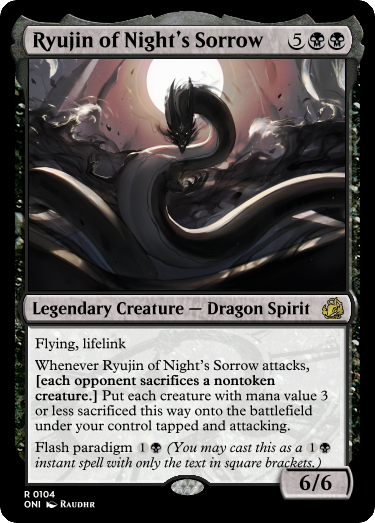 Ryujin of Night's Sorrow 5
Legendary Creature — Dragon Spirit
Flying, lifelink
Whenever Ryujin of Night's Sorrow attacks,
[each opponent sacrifices a nontoken
creature.] Put each creature with mana value 3
or less sacrificed this way onto the battlefield
under your control tapped and attacking.
Flash paradigm 1 (You may cast this as a 1
instant spell with only the text in square brackets.)
6/6
R 0104
ONI Raudhr